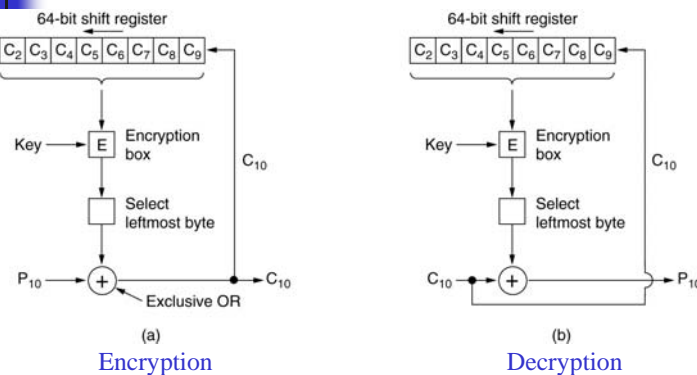 64-bit shift register
C2 C3 C4 C5 C6 C7 C8 C9
Key
E
Encryption
box
C10
Select
leftmost byte
P10
+
C10
Exclusive OR
(a)
Encryption
64-bit shift register
C2 C3 C4 C5 C6 C7 C8 C9
Key
E
Encryption
box
C10
Select
leftmost byte
C10
+
P10
(b)
Decryption